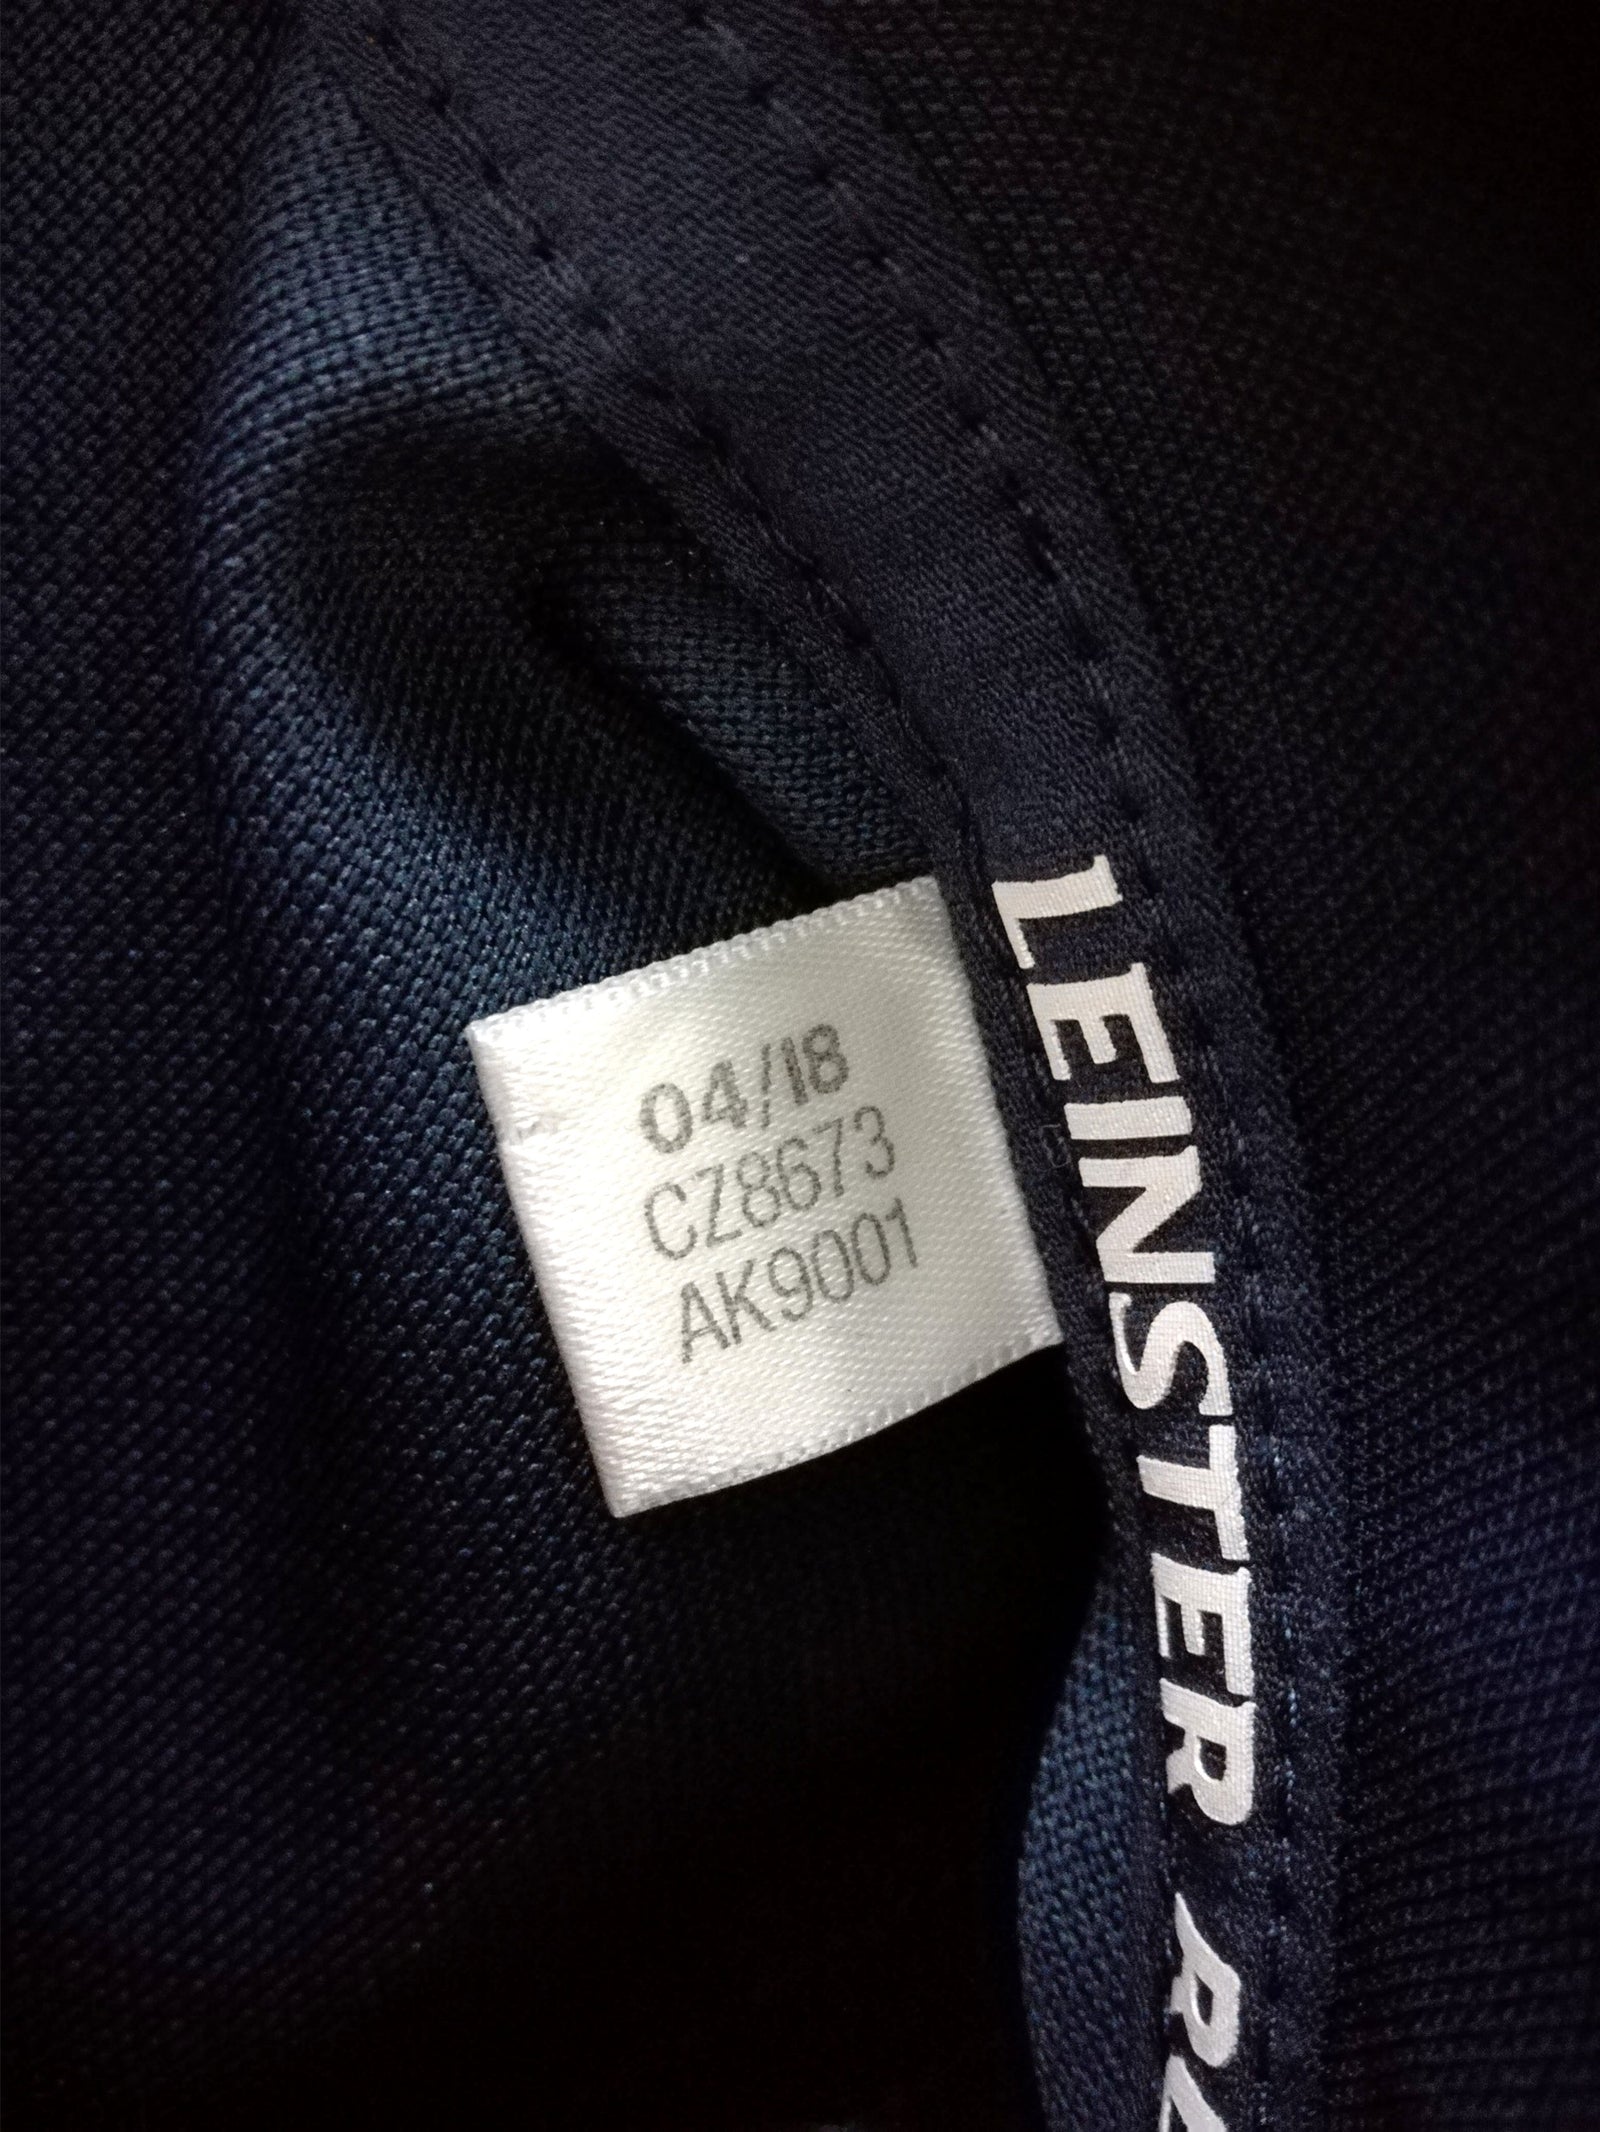 04/18
CZ8673
AK9001
LEINSTER